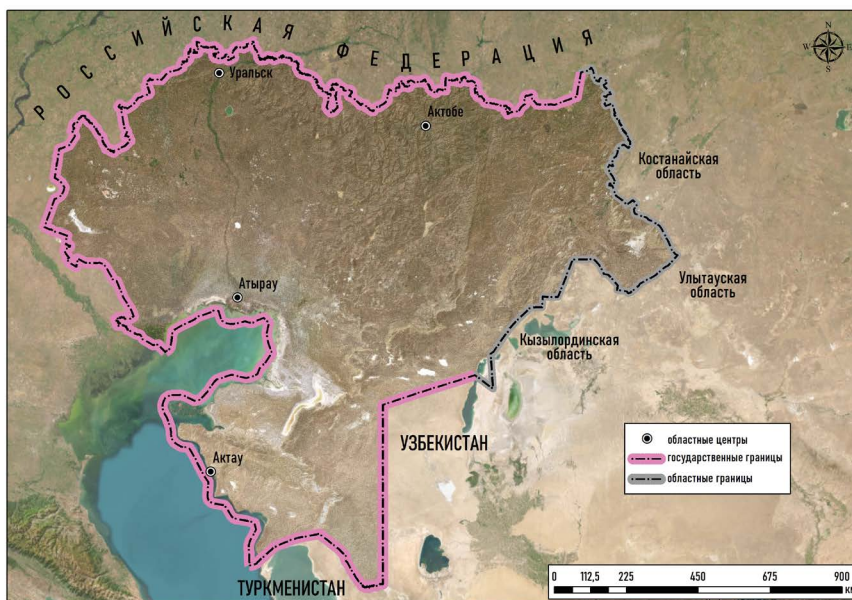 РОССИЙСКАЯ ФЕДЕРАЦИЯ
N
W E
S
Уральск
Актобе
Костанайская
область
Атырау
Улытауская
область
Кызылординская
область
УЗБЕКИСТАН
Актау
ТУРКМЕНИСТАН
областные центры
государственные границы
областные границы
0 112,5 225 450 675 900
КМ